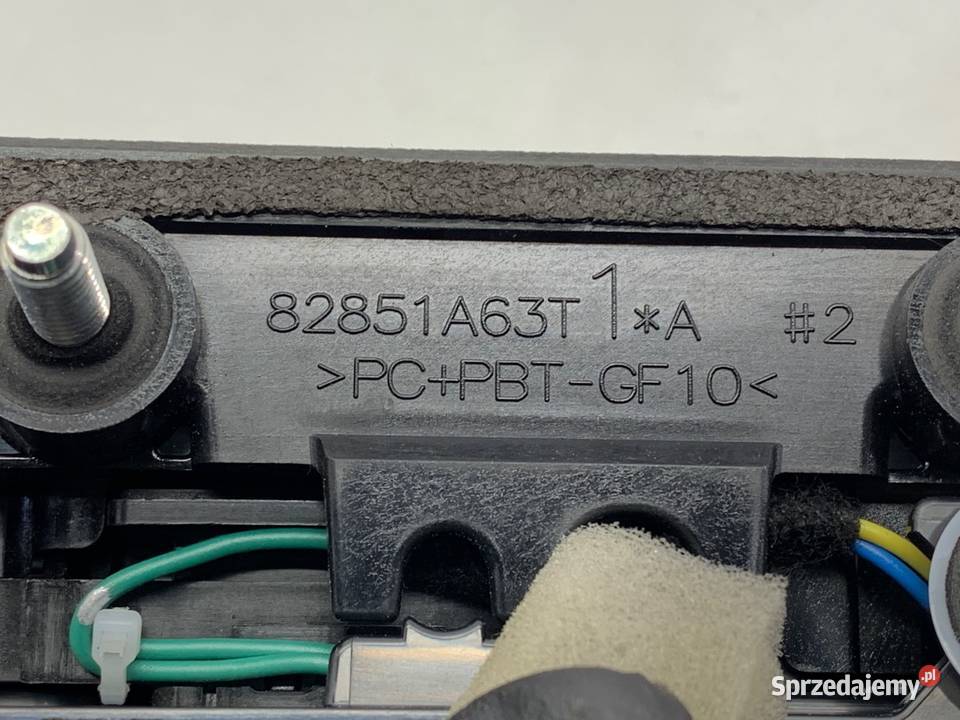 82851A63T1*A #2
>PC+PBT-GF10<
Sprzedajemy.pl